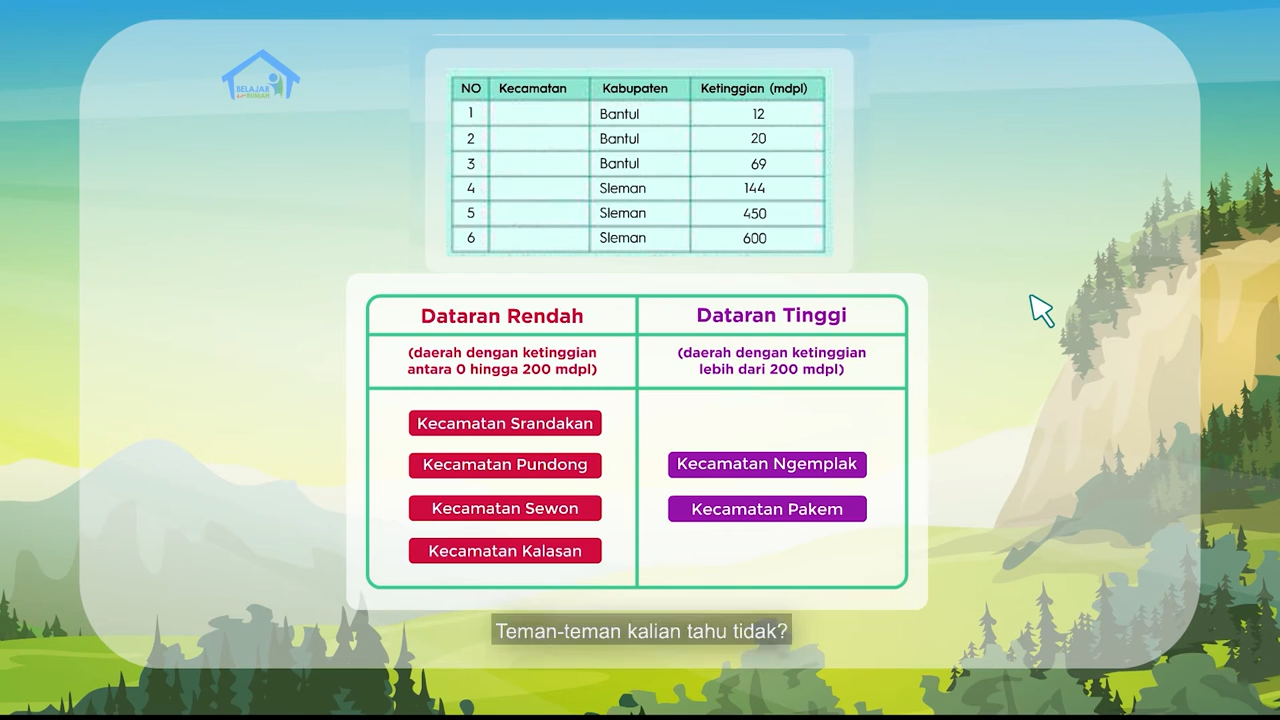 BELAJAR
dari RUMAH
NO Kecamatan Kabupaten Ketinggian (mdpl)
1 Bantul 12
2 Bantul 20
3 Bantul 69
4 Sleman 144
5 Sleman 450
6 Sleman 600
Dataran Rendah Dataran Tinggi
(daerah dengan ketinggian
antara 0 hingga 200 mdpl)
(daerah dengan ketinggian
lebih dari 200 mdpl)
Kecamatan Srandakan
Kecamatan Pundong
Kecamatan Sewon
Kecamatan Kalasan
Kecamatan Ngemplak
Kecamatan Pakem
Teman-teman kalian tahu tidak?